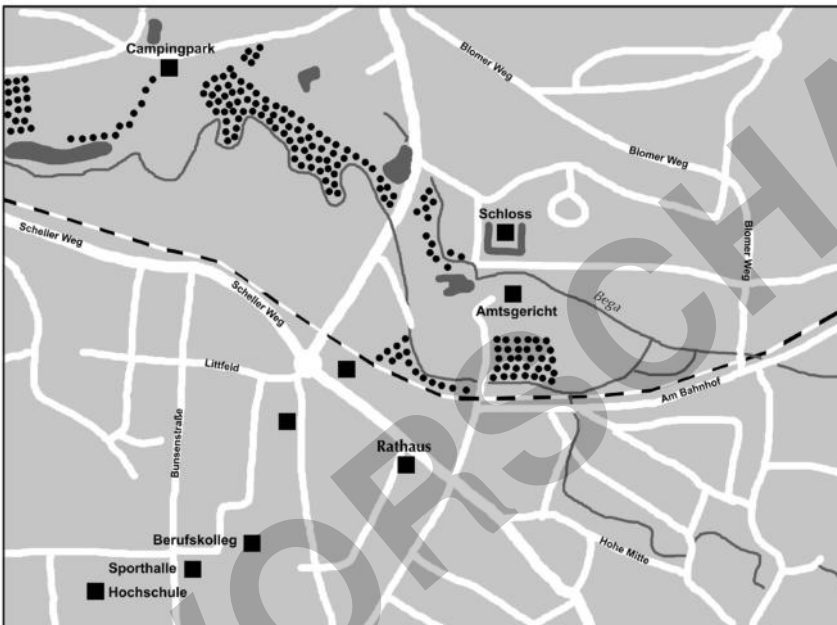 Campingpark
Blomer Weg
Blomer Weg
Schloss
Blomer Weg
Scheller Weg
Scheller Weg
Bega
Amtsgericht
Littfeld
Am Bahnhof
Bunsenstraße
Rathaus
Berufskolleg
Hohe Mitte
Sporthalle
Hochschule
VORSCHA